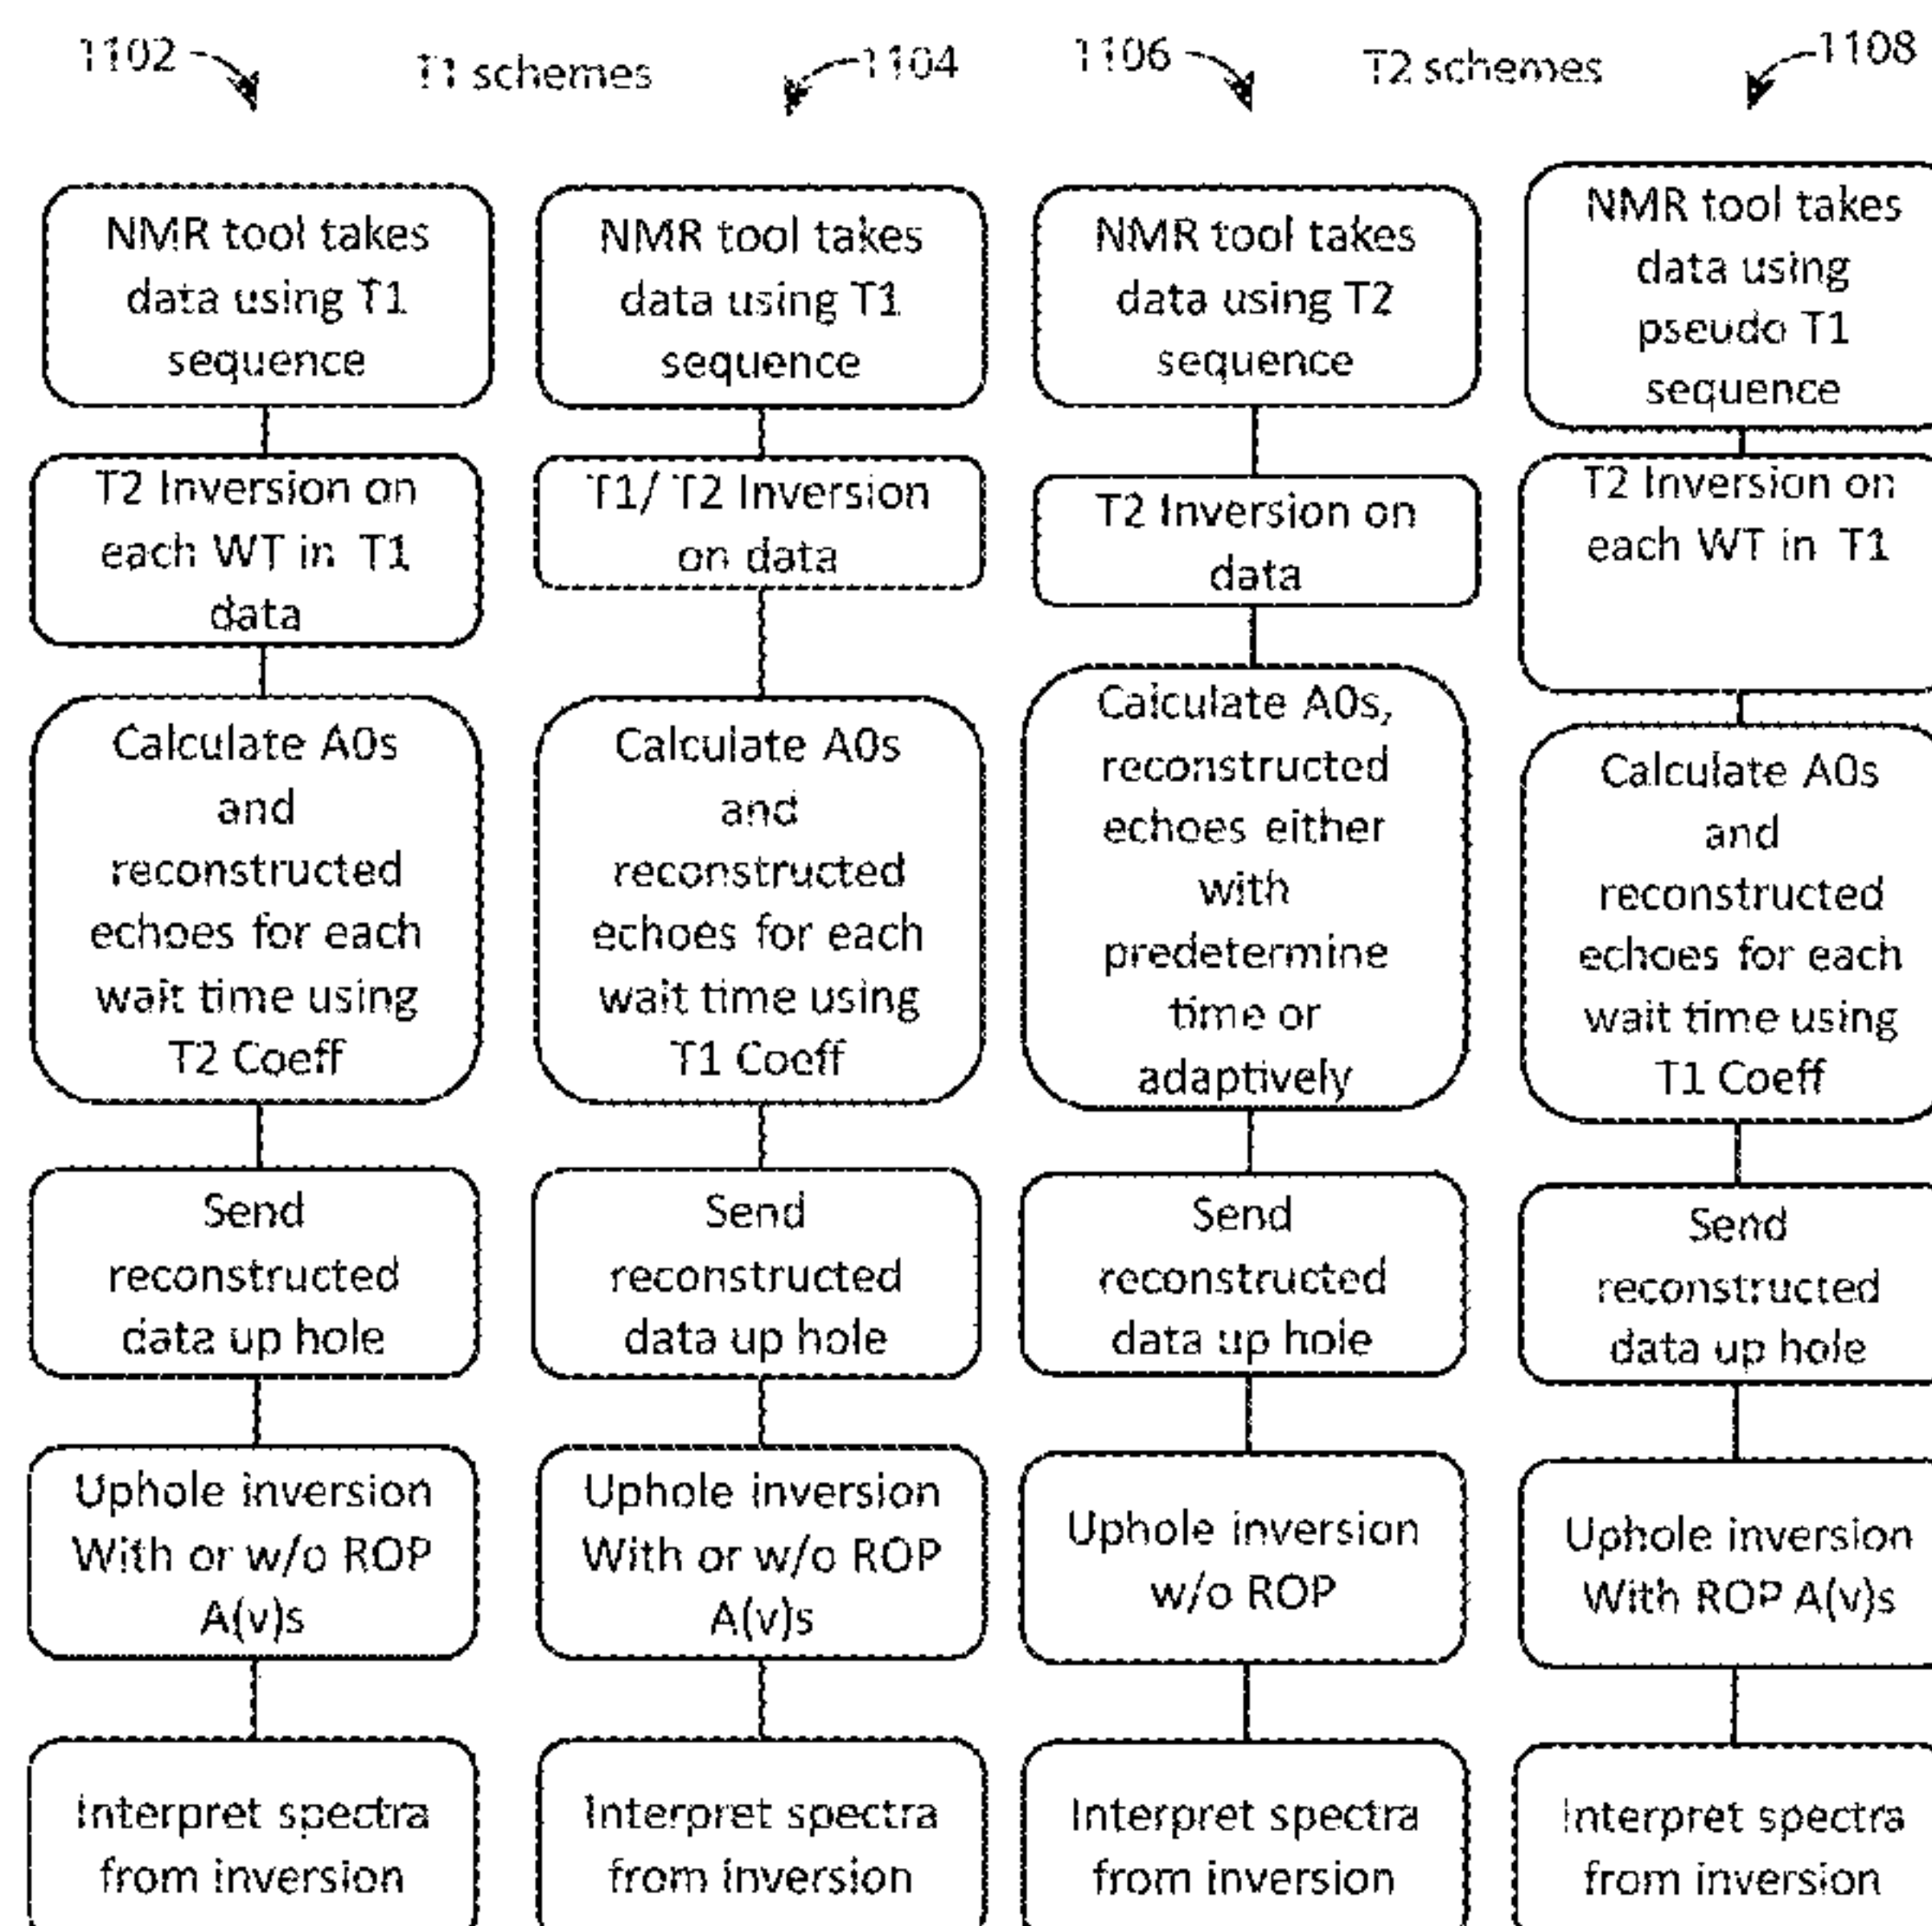 1102
T1 schemes
1104
1106
T2 schemes
1108
NMR tool takes
data using T1
sequence
T2 Inversion on
each WT in T1
data
Calculate A0s
and
reconstructed
echoes for each
wait time using
T2 Coeff
Send
reconstructed
data up hole
Uphole inversion
With or w/o ROP
A(v)s
Interpret spectra
from inversion
NMR tool takes
data using T1
sequence
T1/ T2 Inversion
on data
Calculate A0s
and
reconstructed
echoes for each
wait time using
T1 Coeff
Send
reconstructed
data up hole
Uphole inversion
With or w/o ROP
A(v)s
Interpret spectra
from inversion
NMR tool takes
data using T2
sequence
T2 Inversion on
data
Calculate A0s,
reconstructed
echoes either
with
predetermine
time or
adaptively
Send
reconstructed
data up hole
Uphole inversion
w/o ROP
Interpret spectra
from inversion
NMR tool takes
data using
pseudo T1
sequence
T2 Inversion on
each WT in T1
Calculate A0s
and
reconstructed
echoes for each
wait time using
T1 Coeff
Send
reconstructed
data up hole
Uphole inversion
With ROP A(v)s
Interpret spectra
from inversion